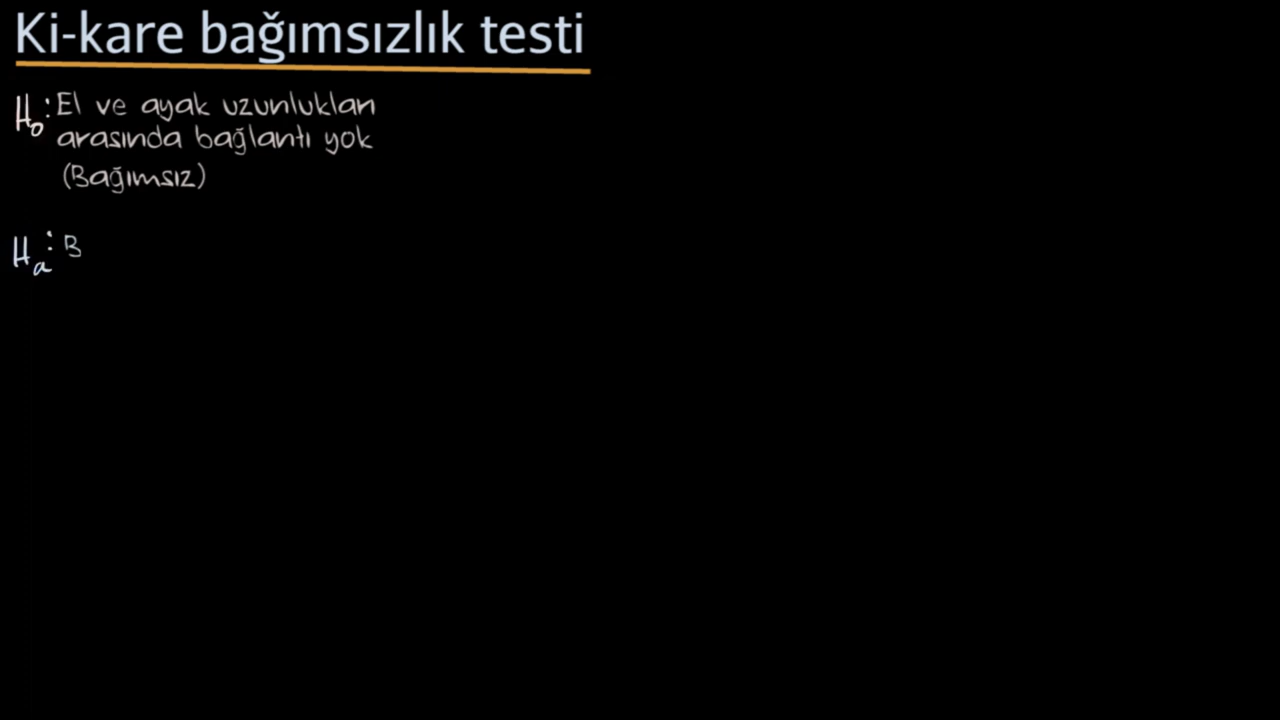 Ki-kare bağımsızlık testi
H₀: El ve ayak uzunlukları
arasında bağlantı yok
(Bağımsız)
Hₐ: B